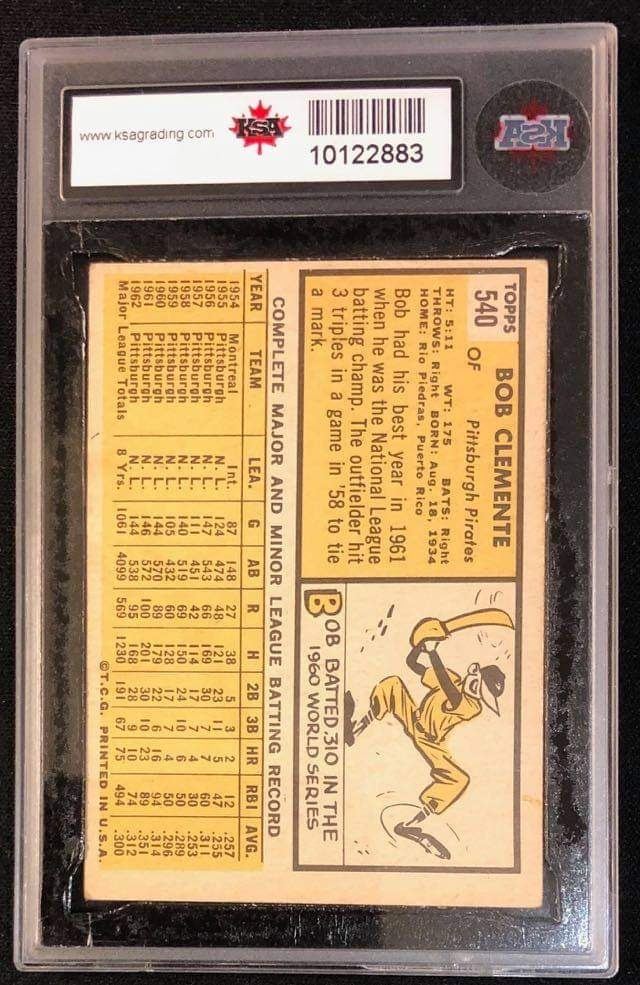 www.ksagrading.com
KSA
10122883
KSA
TOPPS
540
BOB CLEMENTE
OF Pittsburgh Pirates
HT: 5:11 WT: 175 BATS: Right
THROWS: Right BORN: Aug. 18, 1934
HOME: Rio Piedras, Puerto Rico
Bob had his best year in 1961
when he was the National League
batting champ. The outfielder hit
3 triples in a game in '58 to tie
a mark.
BOB BATTED .310 IN THE
1960 WORLD SERIES
COMPLETE MAJOR AND MINOR LEAGUE BATTING RECORD
YEAR TEAM LEA. G AB R H 2B 3B HR RBI AVG.
1954 Montreal Int. 87 148 27 38 5 3 2 12 .257
1955 Pittsburgh N. L. 124 474 48 121 23 11 5 47 .255
1956 Pittsburgh N. L. 147 543 66 169 30 7 7 60 .311
1957 Pittsburgh N. L. 111 451 42 114 17 7 4 30 .253
1958 Pittsburgh N. L. 140 519 69 150 24 10 6 50 .289
1959 Pittsburgh N. L. 105 432 60 128 17 7 4 50 .296
1960 Pittsburgh N. L. 144 570 89 179 22 6 16 94 .314
1961 Pittsburgh N. L. 146 572 100 201 30 10 23 89 .351
1962 Pittsburgh N. L. 144 538 95 168 28 9 10 74 .312
Major League Totals 8 Yrs. 1061 4099 569 1230 191 67 75 494 .300
©T.C.G. PRINTED IN U.S.A.